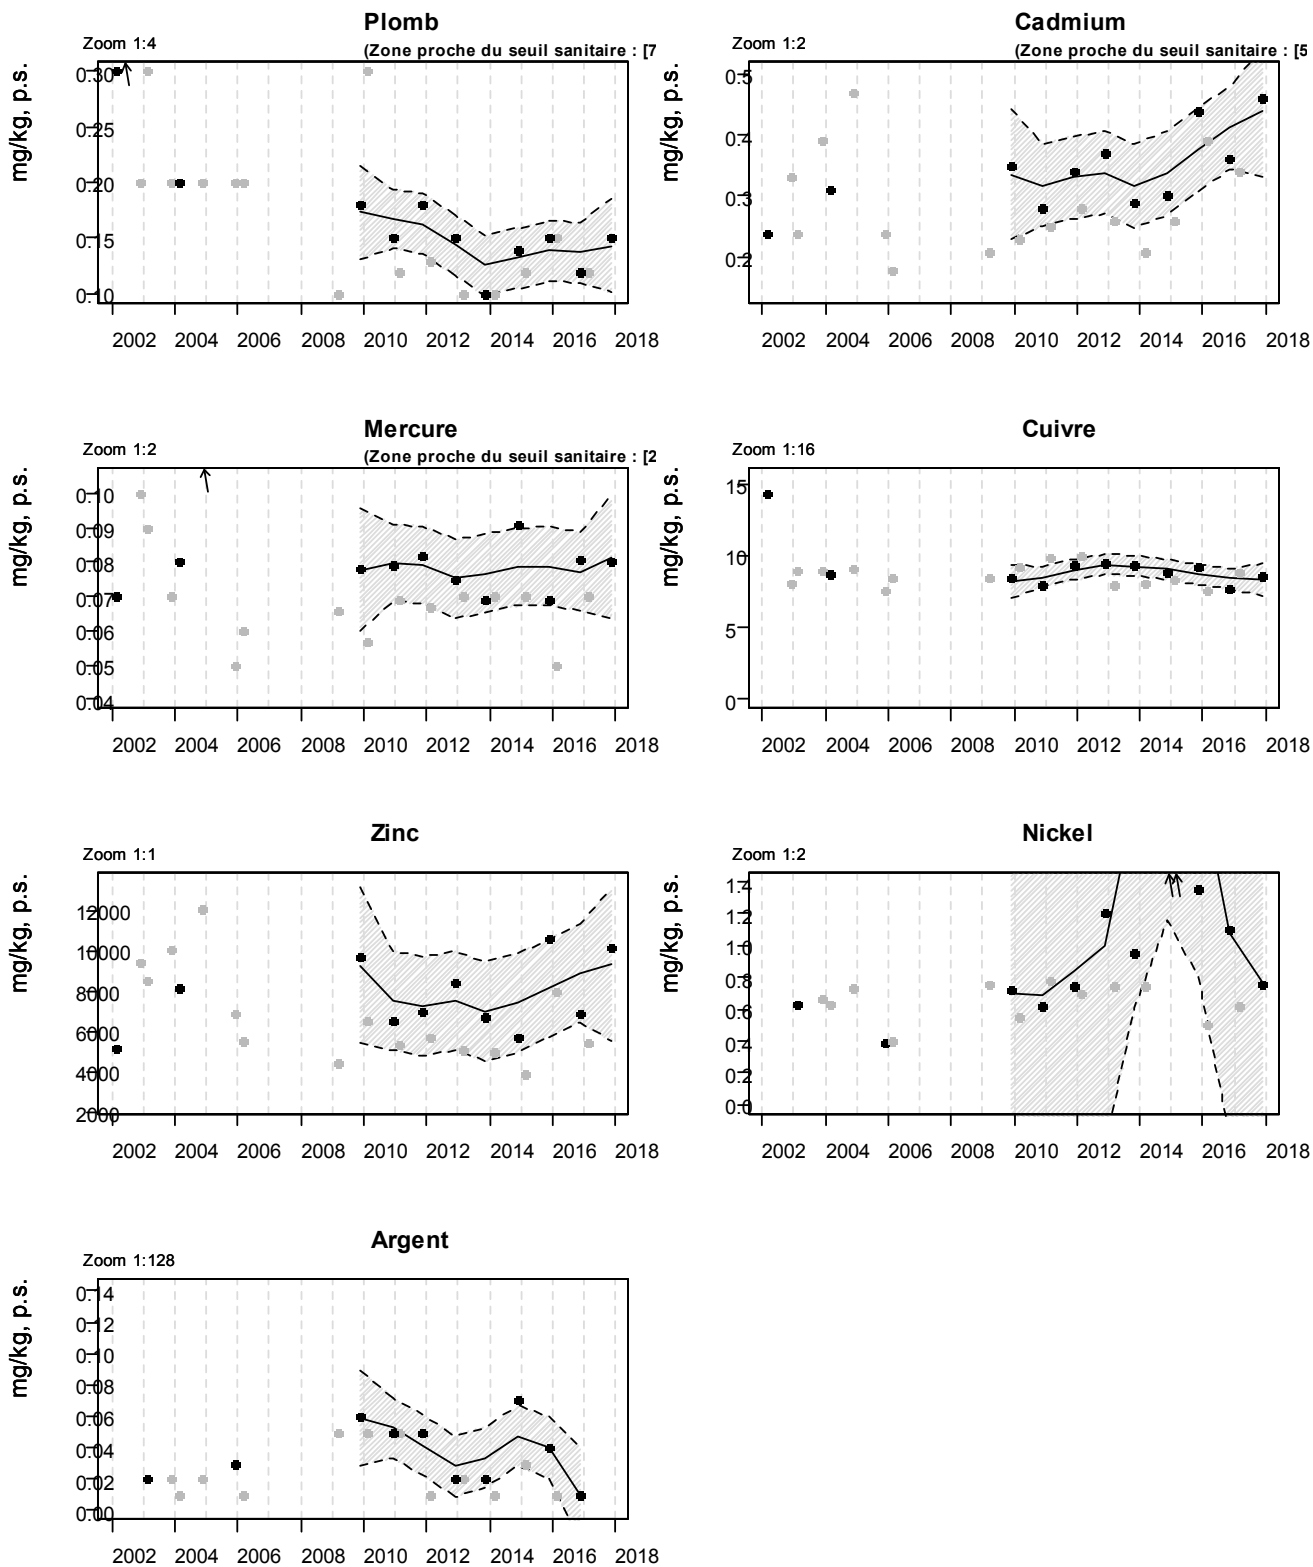 Plomb
Zoom 1:4
(Zone proche du seuil sanitaire : [7
mg/kg, p.s.
0.30
0.25
0.20
0.15
0.10
2002 2004 2006 2008 2010 2012 2014 2016 2018
Cadmium
Zoom 1:2
(Zone proche du seuil sanitaire : [5
mg/kg, p.s.
0.5
0.4
0.3
0.2
2002 2004 2006 2008 2010 2012 2014 2016 2018
Mercure
Zoom 1:2
(Zone proche du seuil sanitaire : [2
mg/kg, p.s.
0.10
0.09
0.08
0.07
0.06
0.05
0.04
2002 2004 2006 2008 2010 2012 2014 2016 2018
Cuivre
Zoom 1:16
mg/kg, p.s.
15
10
5
0
2002 2004 2006 2008 2010 2012 2014 2016 2018
Zinc
Zoom 1:1
mg/kg, p.s.
12000
10000
8000
6000
4000
2000
2002 2004 2006 2008 2010 2012 2014 2016 2018
Nickel
Zoom 1:2
mg/kg, p.s.
1.4
1.2
1.0
0.8
0.6
0.4
0.2
0.0
2002 2004 2006 2008 2010 2012 2014 2016 2018
Argent
Zoom 1:128
mg/kg, p.s.
0.14
0.12
0.10
0.08
0.06
0.04
0.02
0.00
2002 2004 2006 2008 2010 2012 2014 2016 2018